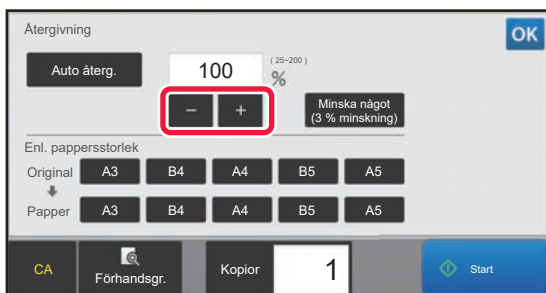 Återgivning
OK
Auto återg.
100
(25~200)
%
− +
Minska något
(3 % minskning)
Enl. pappersstorlek
Original A3 B4 A4 B5 A5
Papper A3 B4 A4 B5 A5
CA
Förhandsgr.
Kopior 1
Start